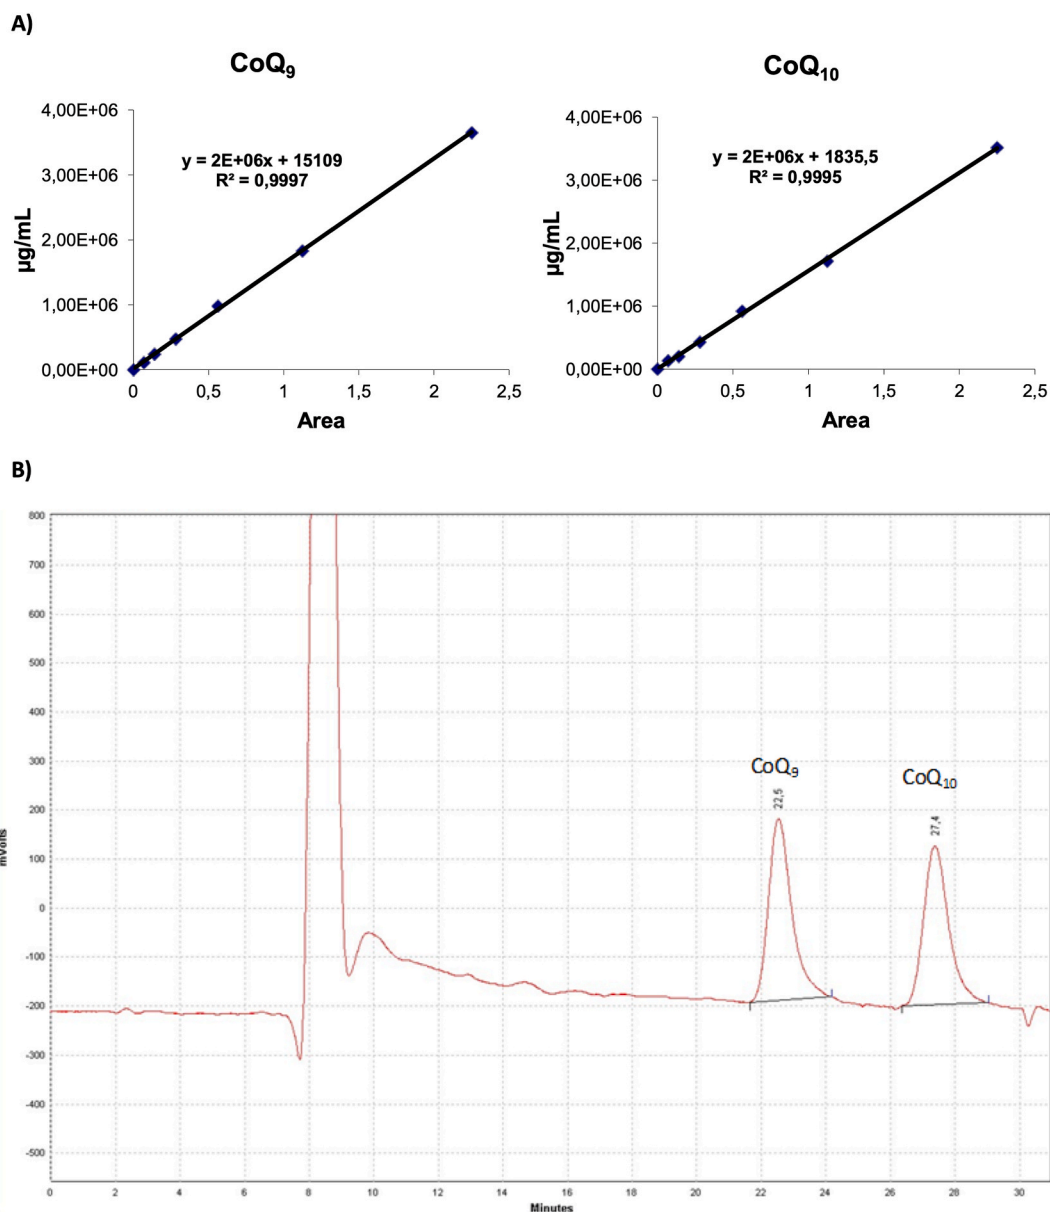 A)
CoQ₉
4,00E+06
3,00E+06
2,00E+06
1,00E+06
0,00E+00
µg/mL
y = 2E+06x + 15109
R² = 0,9997
0 0,5 1 1,5 2 2,5
Area
CoQ₁₀
4,00E+06
3,00E+06
2,00E+06
1,00E+06
0,00E+00
µg/mL
y = 2E+06x + 1835,5
R² = 0,9995
0 0,5 1 1,5 2 2,5
Area
B)
800
700
600
500
400
300
200
100
0
-100
-200
-300
-400
-500
mVolts
CoQ₉
22,5
CoQ₁₀
27,4
0 2 4 6 8 10 12 14 16 18 20 22 24 26 28 30
Minutes